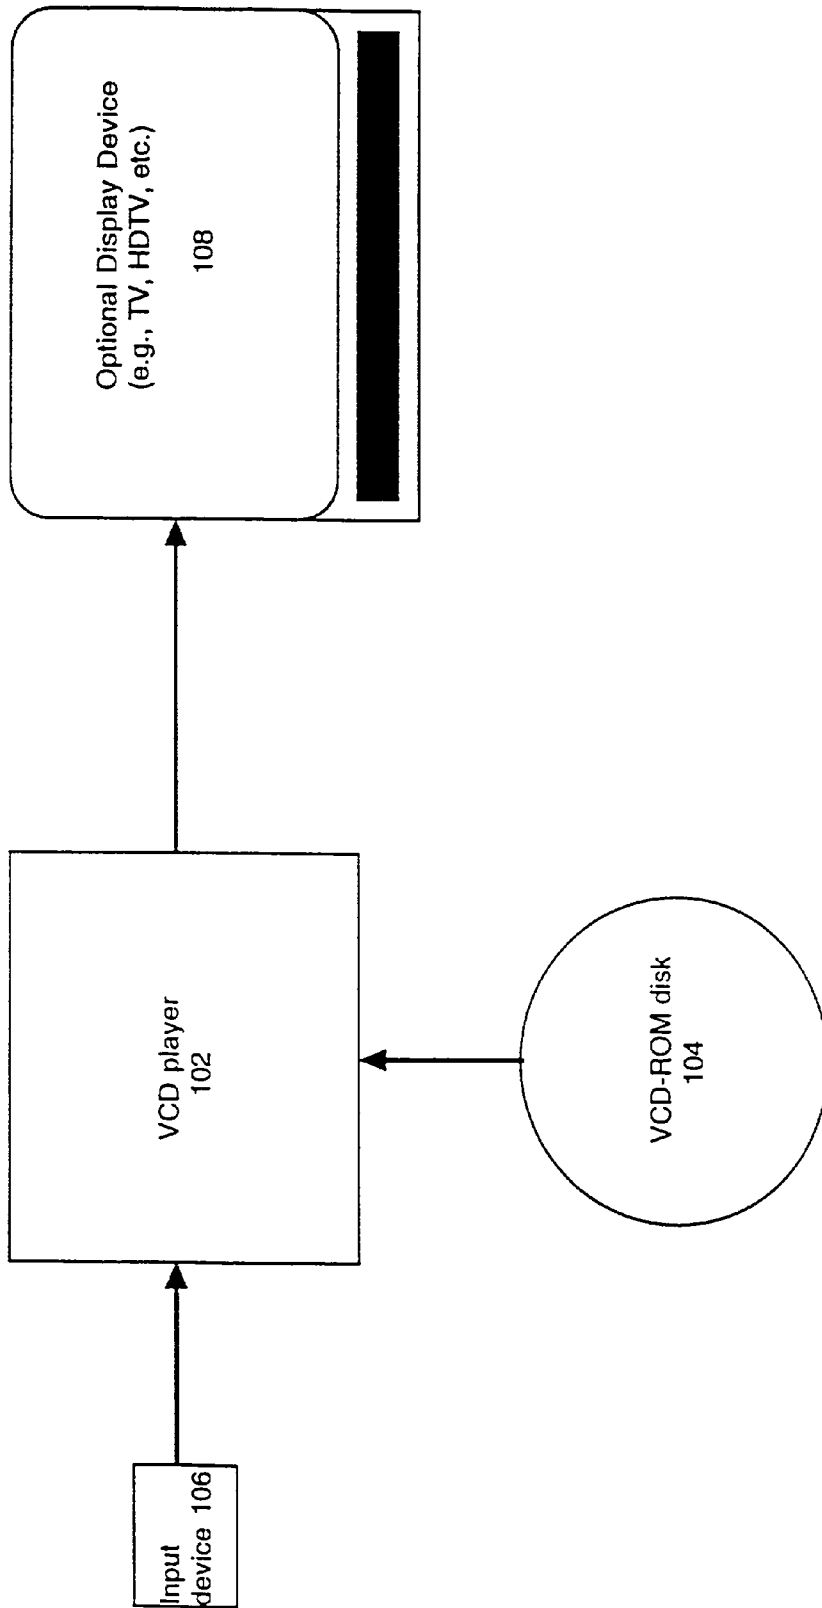 Input
device 106
VCD player
102
Optional Display Device
(e.g., TV, HDTV, etc.)
108
VCD-ROM disk
104